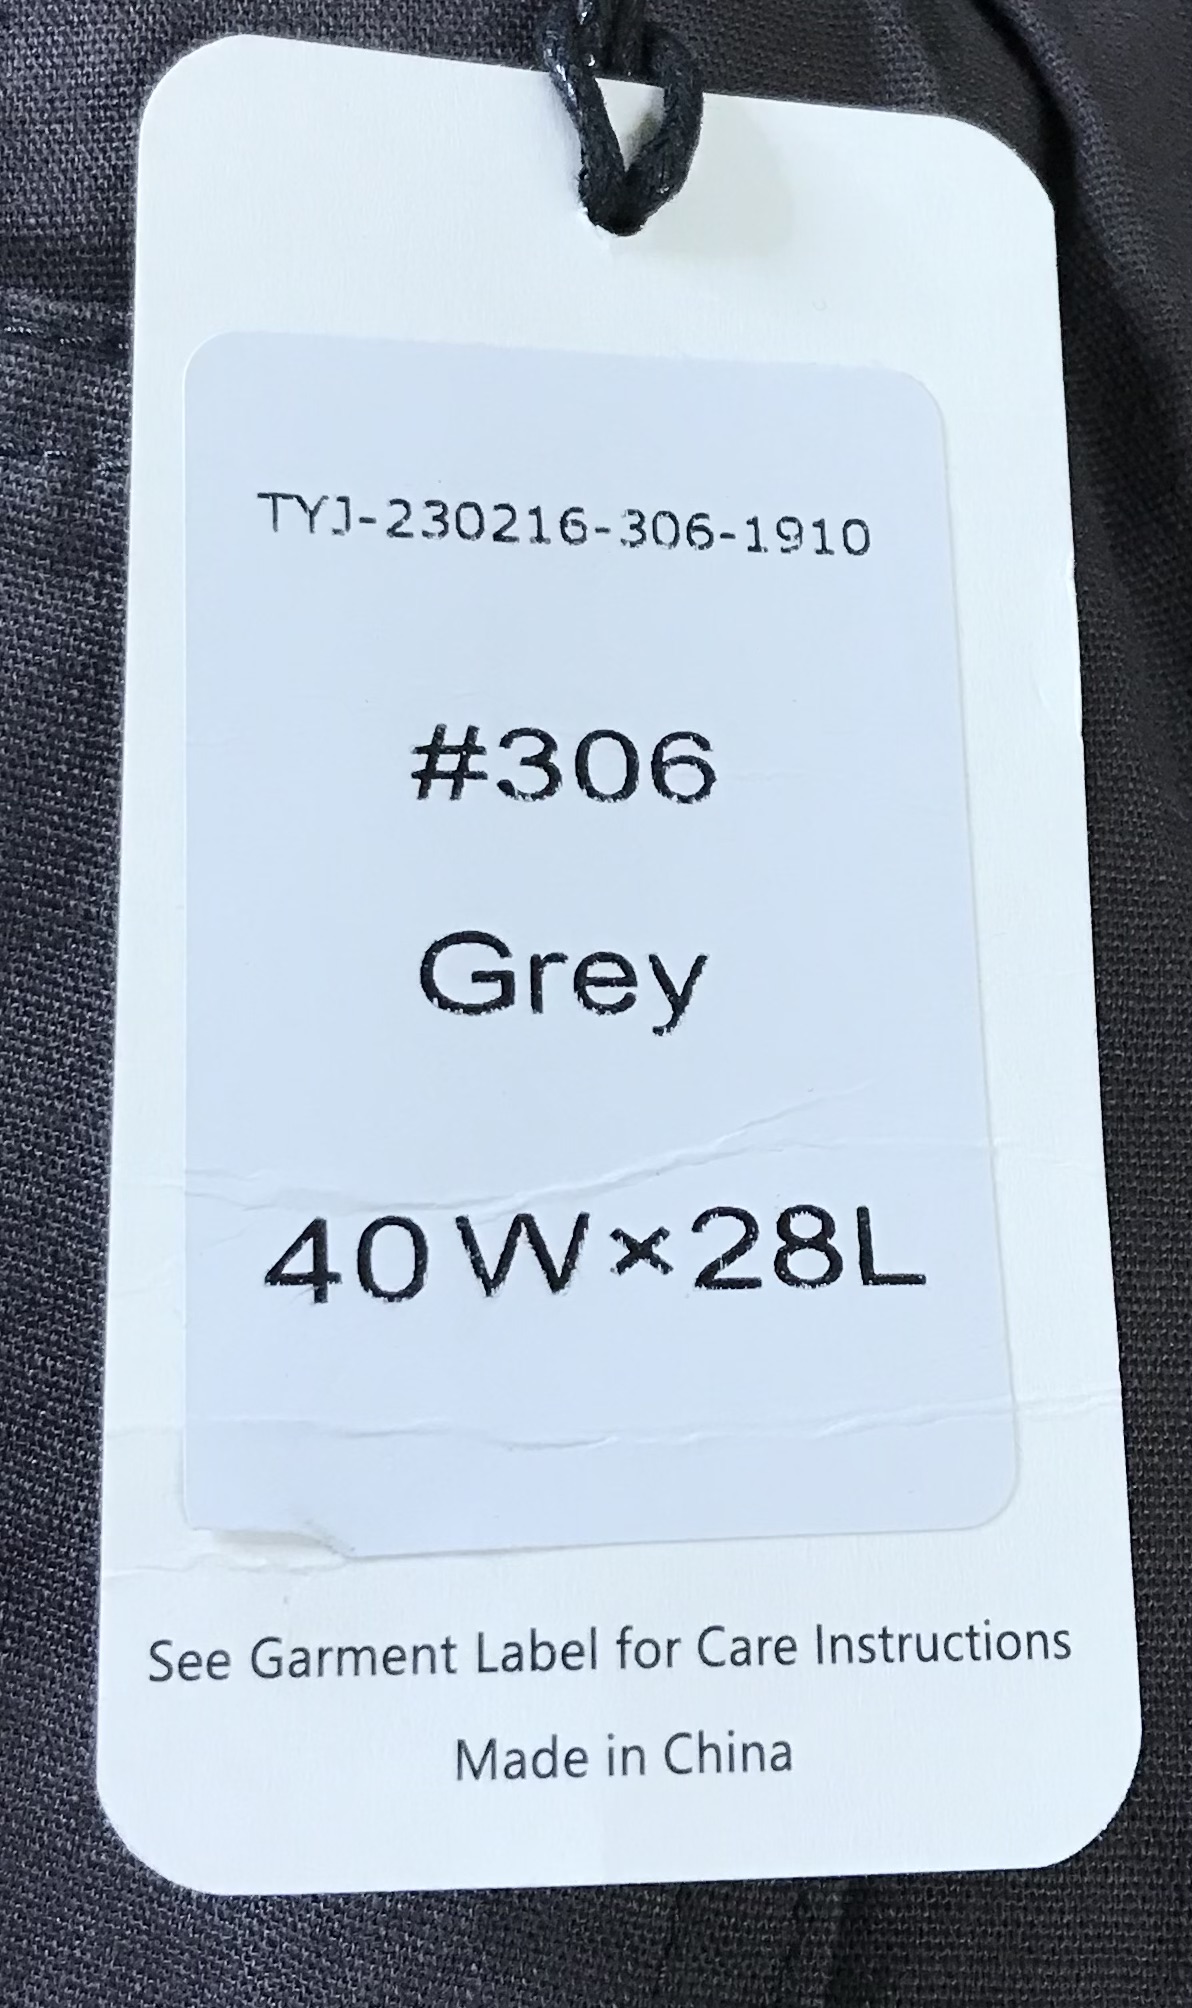 TYJ-230216-306-1910
#306
Grey
40W×28L
See Garment Label for Care Instructions
Made in China